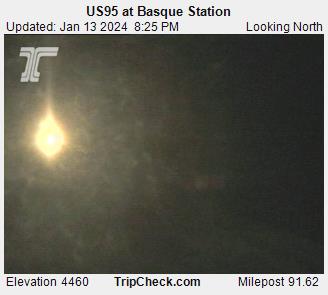 US95 at Basque Station
Updated: Jan 13 2024 8:25 PM Looking North
Elevation 4460 TripCheck.com Milepost 91.62